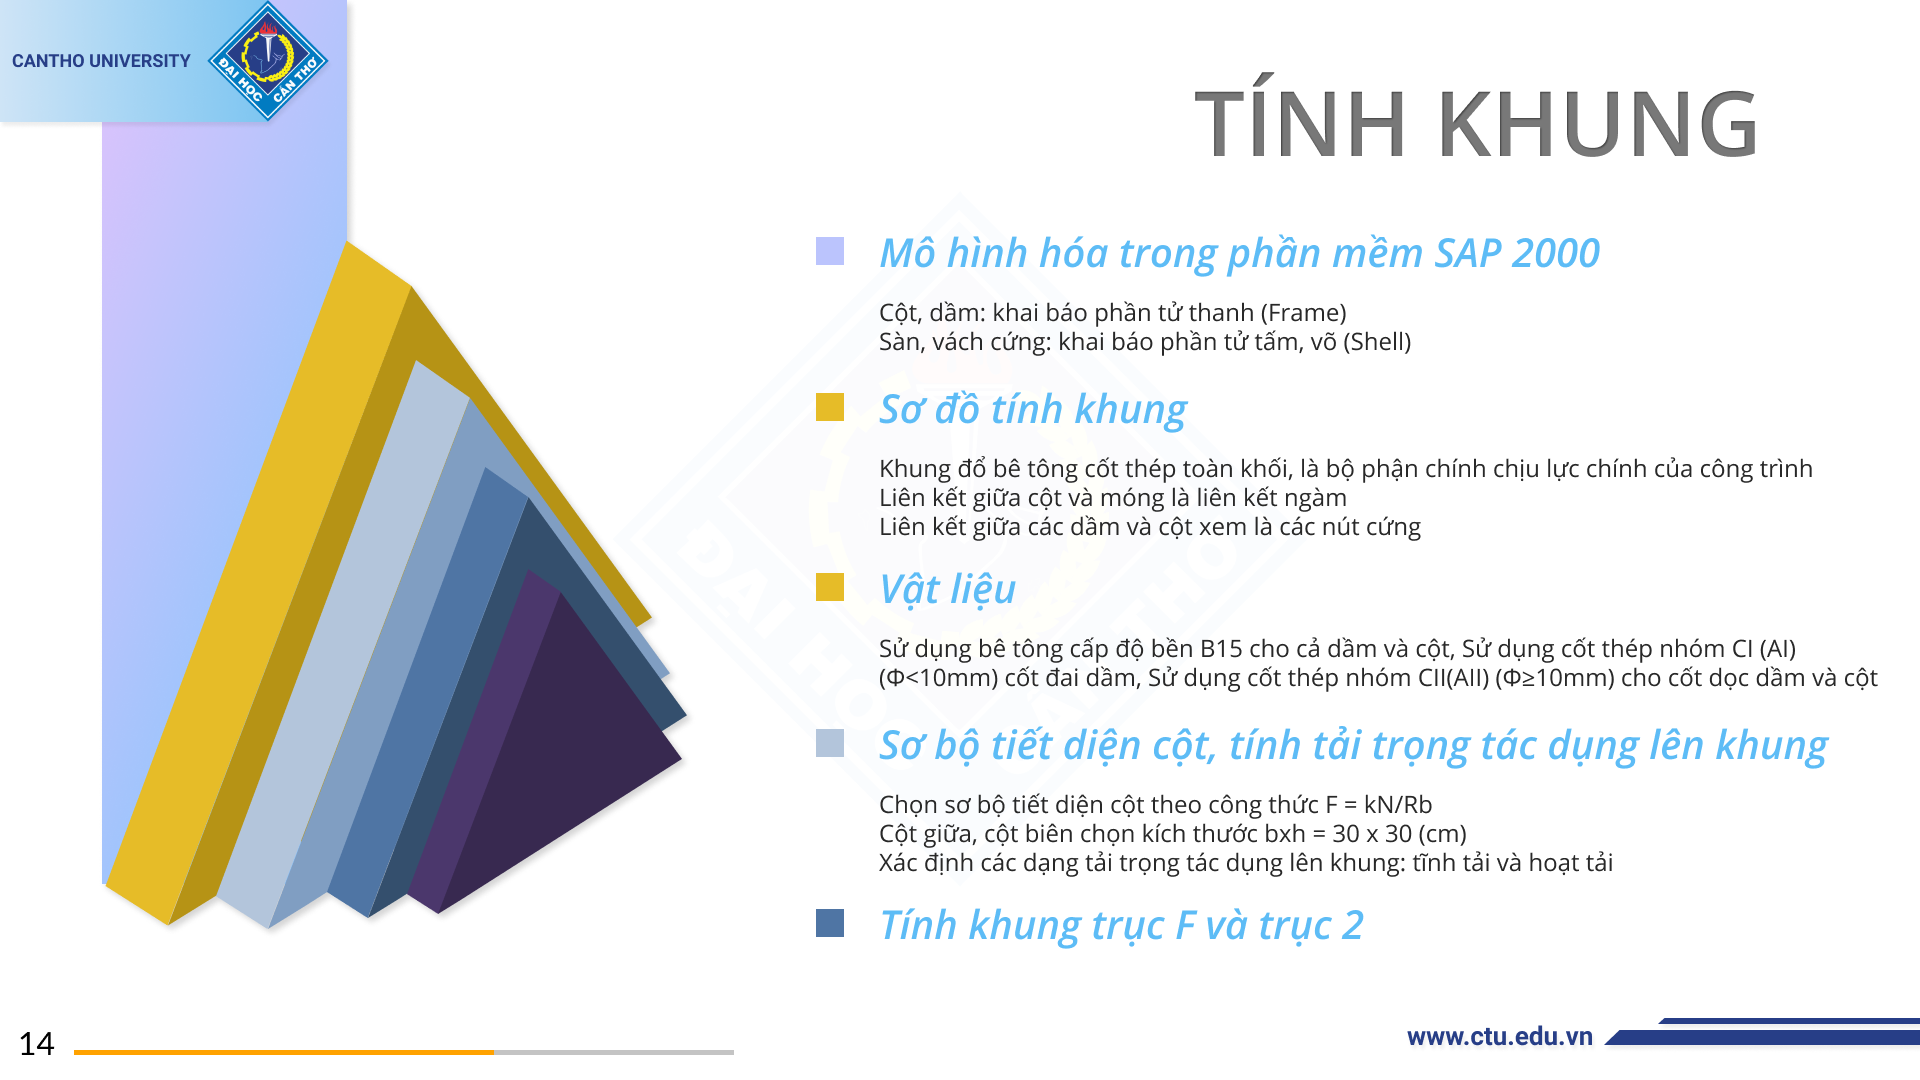 CANTHO UNIVERSITY
ĐẠI HỌC CẦN THƠ
TÍNH KHUNG
Mô hình hóa trong phần mềm SAP 2000
Cột, dầm: khai báo phần tử thanh (Frame)
Sàn, vách cứng: khai báo phần tử tấm, võ (Shell)
Sơ đồ tính khung
Khung đổ bê tông cốt thép toàn khối, là bộ phận chính chịu lực chính của công trình
Liên kết giữa cột và móng là liên kết ngàm
Liên kết giữa các dầm và cột xem là các nút cứng
Vật liệu
Sử dụng bê tông cấp độ bền B15 cho cả dầm và cột, Sử dụng cốt thép nhóm CI (AI)
(Φ<10mm) cốt đai dầm, Sử dụng cốt thép nhóm CII(AII) (Φ≥10mm) cho cốt dọc dầm và cột
Sơ bộ tiết diện cột, tính tải trọng tác dụng lên khung
Chọn sơ bộ tiết diện cột theo công thức F = kN/Rb
Cột giữa, cột biên chọn kích thước bxh = 30 x 30 (cm)
Xác định các dạng tải trọng tác dụng lên khung: tĩnh tải và hoạt tải
Tính khung trục F và trục 2
14
www.ctu.edu.vn